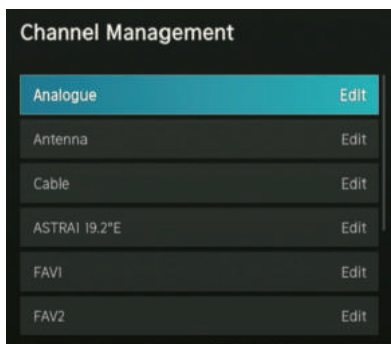 Channel Management
Analogue Edit
Antenna Edit
Cable Edit
ASTRA1 19.2°E Edit
FAV1 Edit
FAV2 Edit